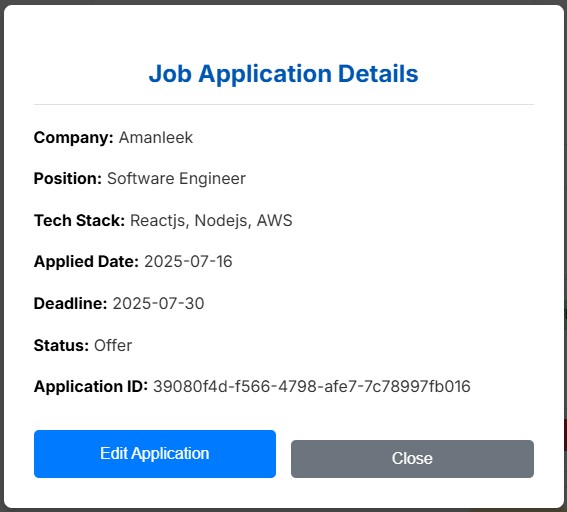 Job Application Details
Company: Amanleek
Position: Software Engineer
Tech Stack: Reactjs, Nodejs, AWS
Applied Date: 2025-07-16
Deadline: 2025-07-30
Status: Offer
Application ID: 39080f4d-f566-4798-afe7-7c78997fb016
Edit Application
Close